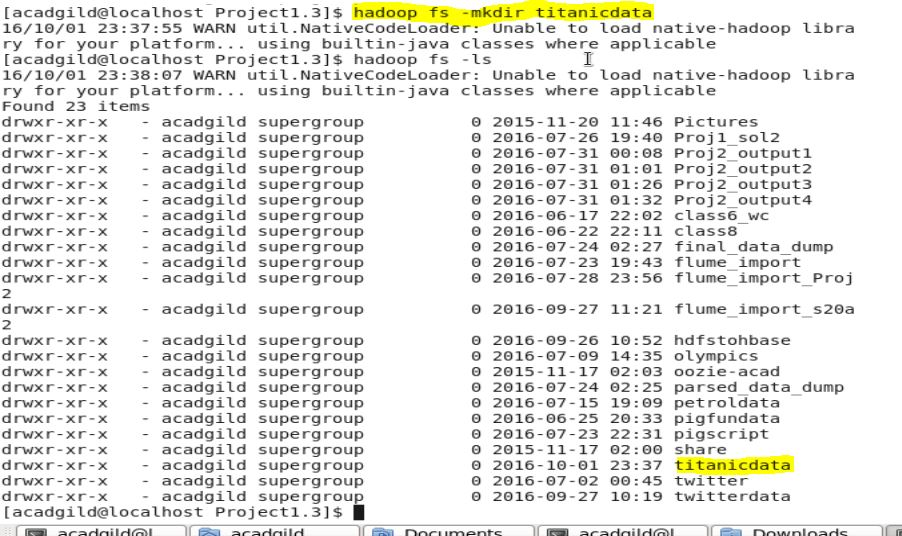 [acadgild@localhost Project1.3]$ hadoop fs -mkdir titanicdata
16/10/01 23:37:55 WARN util.NativeCodeLoader: Unable to load native-hadoop libra
ry for your platform... using builtin-java classes where applicable
[acadgild@localhost Project1.3]$ hadoop fs -ls
16/10/01 23:38:07 WARN util.NativeCodeLoader: Unable to load native-hadoop libra
ry for your platform... using builtin-java classes where applicable
Found 23 items
drwxr-xr-x - acadgild supergroup 0 2015-11-20 11:46 Pictures
drwxr-xr-x - acadgild supergroup 0 2016-07-26 19:40 Proj1_sol2
drwxr-xr-x - acadgild supergroup 0 2016-07-31 00:08 Proj2_output1
drwxr-xr-x - acadgild supergroup 0 2016-07-31 01:01 Proj2_output2
drwxr-xr-x - acadgild supergroup 0 2016-07-31 01:26 Proj2_output3
drwxr-xr-x - acadgild supergroup 0 2016-07-31 01:32 Proj2_output4
drwxr-xr-x - acadgild supergroup 0 2016-06-17 22:02 class6_wc
drwxr-xr-x - acadgild supergroup 0 2016-06-22 22:11 class8
drwxr-xr-x - acadgild supergroup 0 2016-07-24 02:27 final_data_dump
drwxr-xr-x - acadgild supergroup 0 2016-07-23 19:43 flume_import
drwxr-xr-x - acadgild supergroup 0 2016-07-28 23:56 flume_import_Proj
2
drwxr-xr-x - acadgild supergroup 0 2016-09-27 11:21 flume_import_s20a
2
drwxr-xr-x - acadgild supergroup 0 2016-09-26 10:52 hdfstohbase
drwxr-xr-x - acadgild supergroup 0 2016-07-09 14:35 olympics
drwxr-xr-x - acadgild supergroup 0 2015-11-17 02:03 oozie-acad
drwxr-xr-x - acadgild supergroup 0 2016-07-24 02:25 parsed_data_dump
drwxr-xr-x - acadgild supergroup 0 2016-07-15 19:09 petroldata
drwxr-xr-x - acadgild supergroup 0 2016-06-25 20:33 pigfundata
drwxr-xr-x - acadgild supergroup 0 2016-07-23 22:31 pigscript
drwxr-xr-x - acadgild supergroup 0 2015-11-17 02:00 share
drwxr-xr-x - acadgild supergroup 0 2016-10-01 23:37 titanicdata
drwxr-xr-x - acadgild supergroup 0 2016-07-02 00:45 twitter
drwxr-xr-x - acadgild supergroup 0 2016-09-27 10:19 twitterdata
[acadgild@localhost Project1.3]$
acadgild@l acadgild Documents acadgild@l Downloads